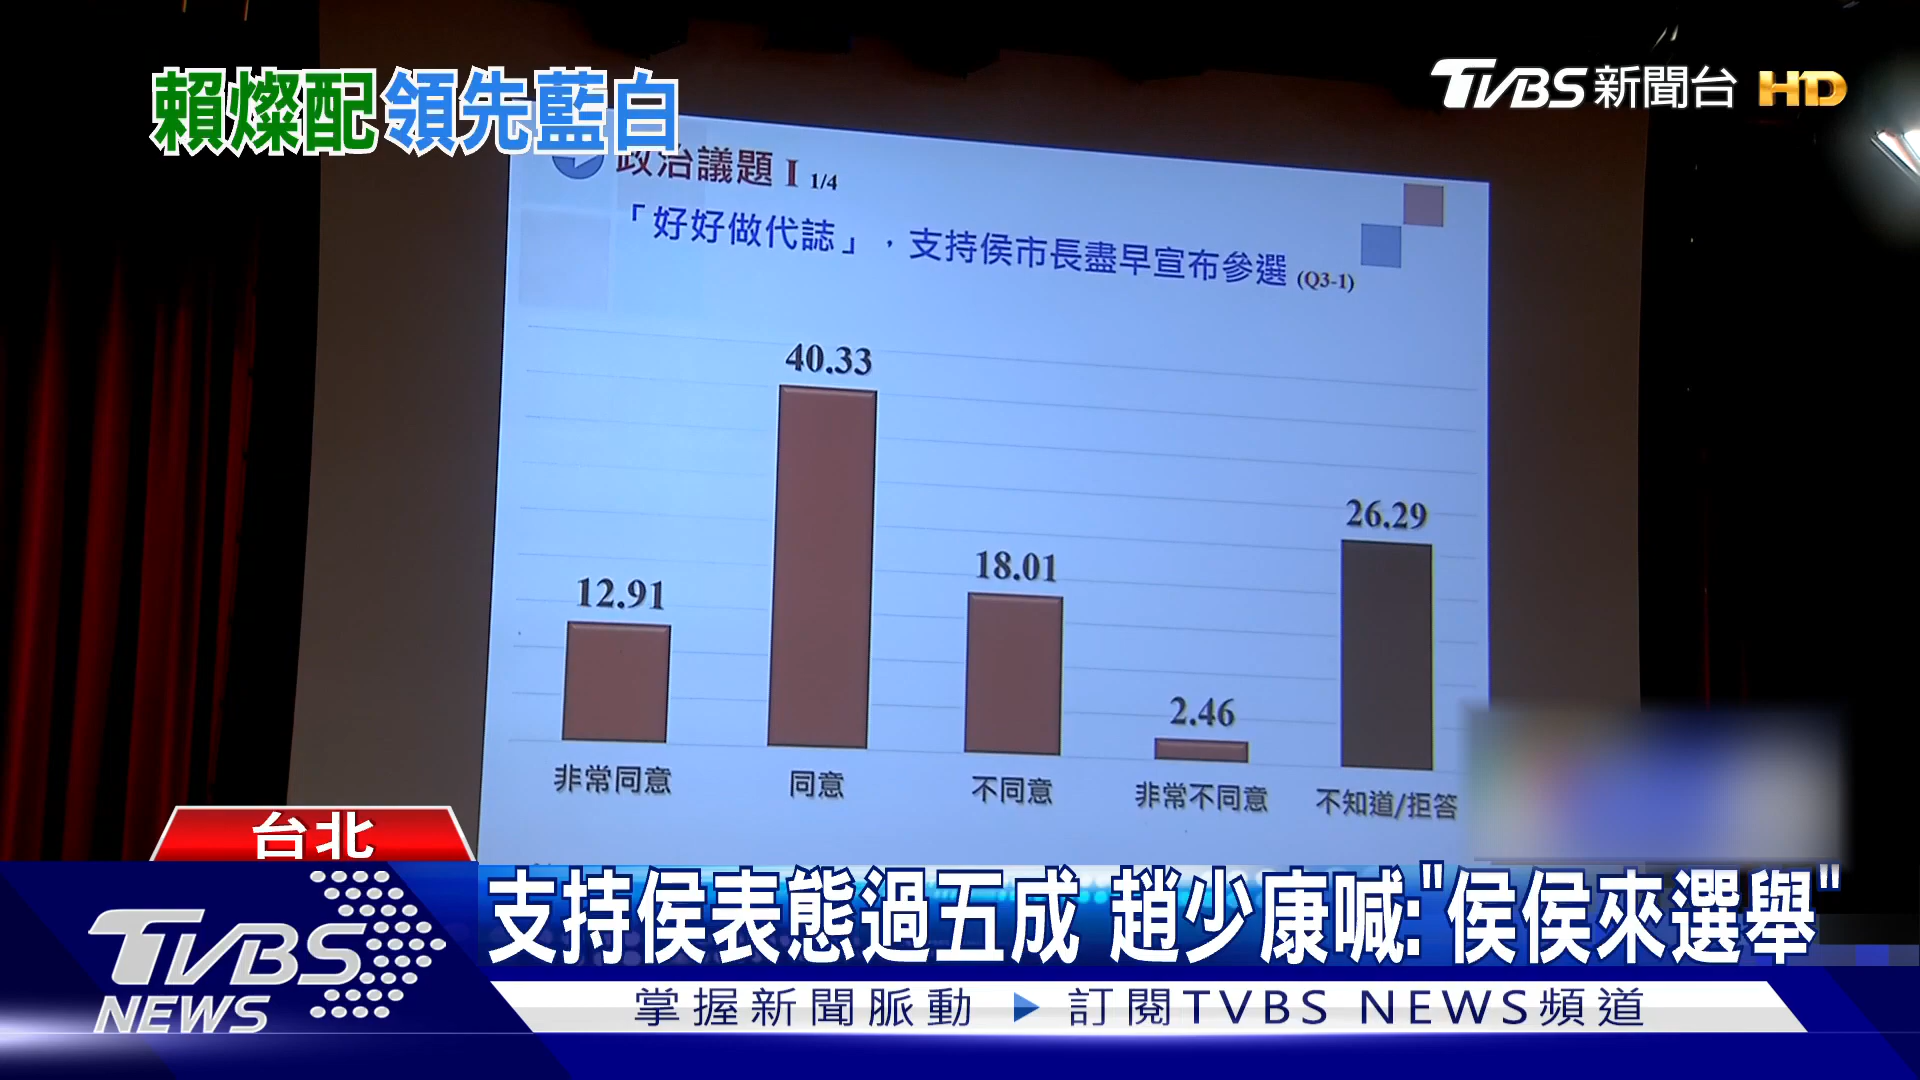 賴燦配領先藍白
TVBS新聞台 HD
政治議題 I 1/4
「好好做代誌」，支持侯市長盡早宣布參選 (Q3-1)
12.91
40.33
18.01
2.46
26.29
非常同意
同意
不同意
非常不同意
不知道/拒答
台北
支持侯表態過五成 趙少康喊:"侯侯來選舉"
TVBS
NEWS
掌握新聞脈動 ▶ 訂閱TVBS NEWS頻道